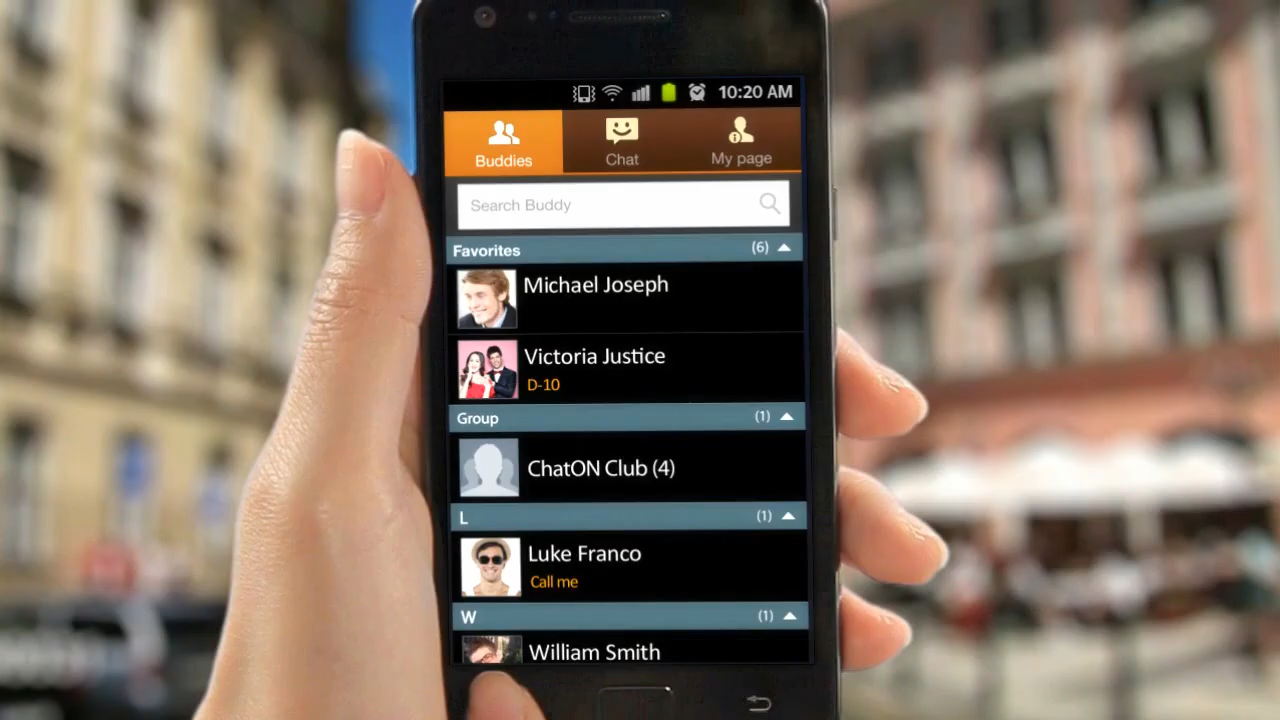 10:20 AM
Buddies
Chat
My page
Search Buddy
Favorites (6)
Michael Joseph
Victoria Justice
D-10
Group (1)
ChatON Club (4)
L (1)
Luke Franco
Call me
W (1)
William Smith